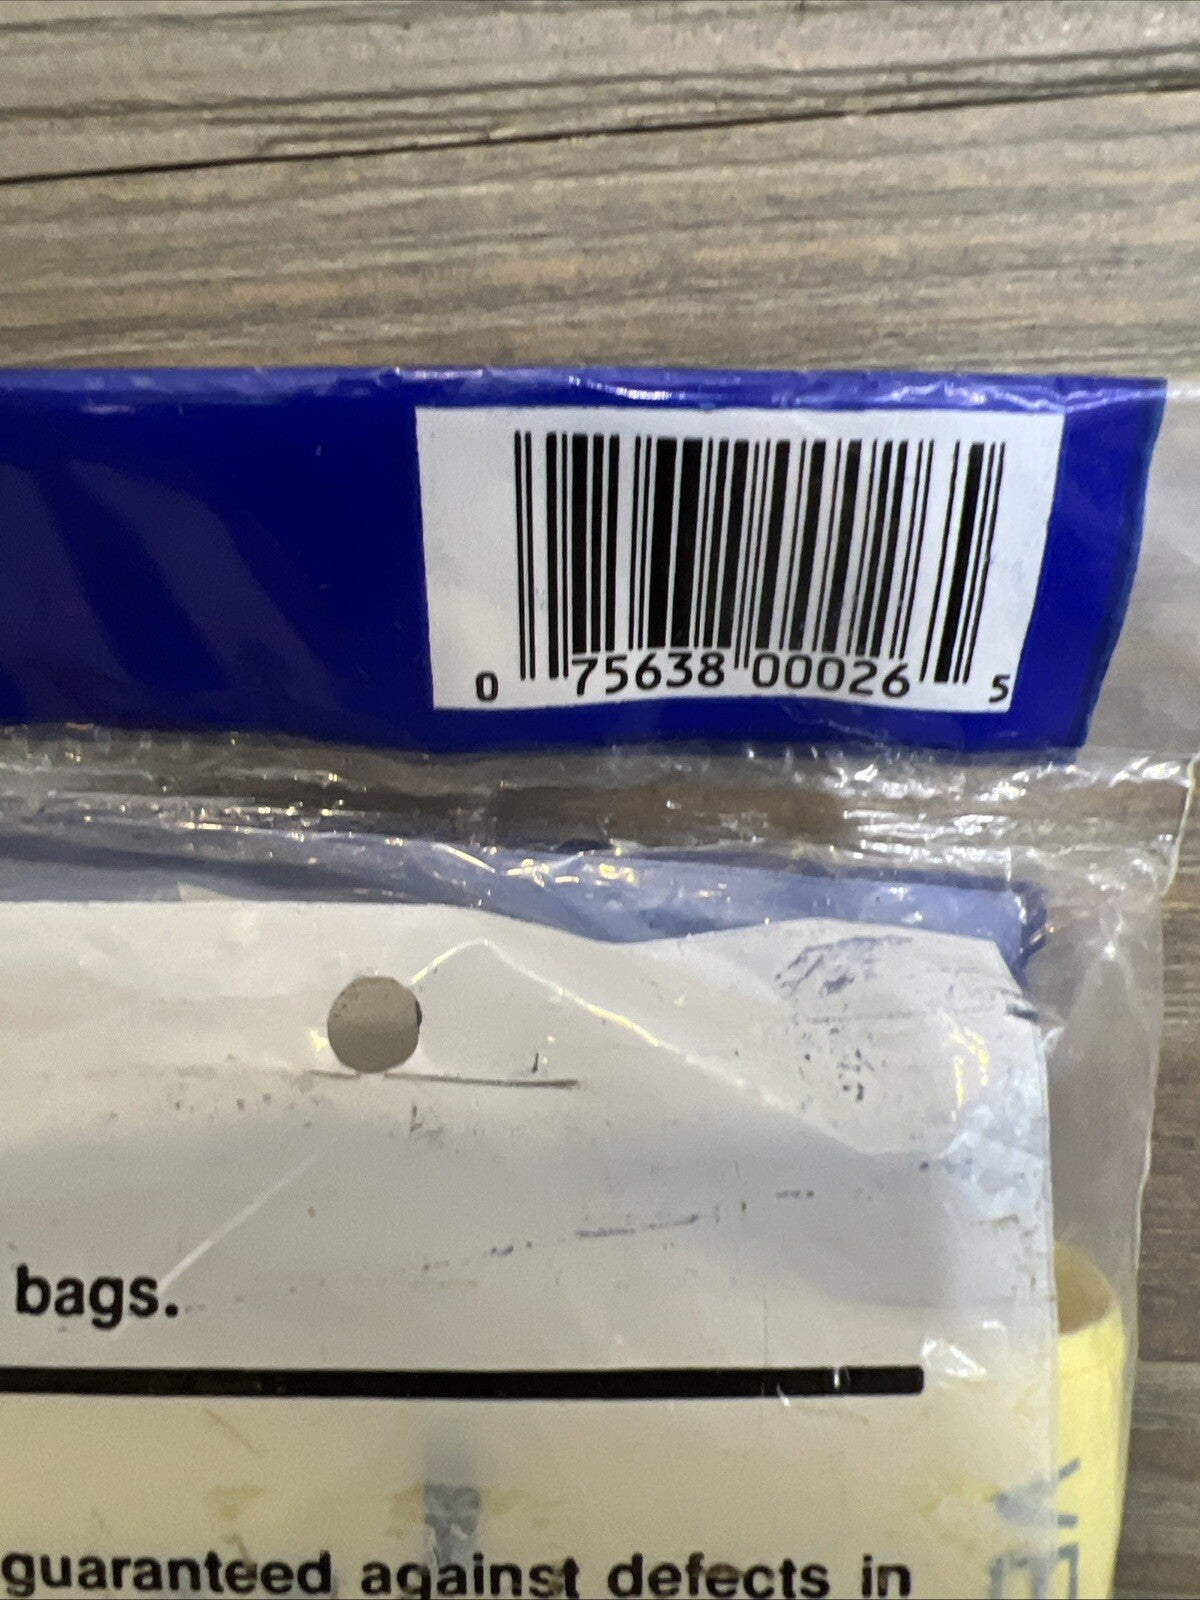 0 75638 00026 5
bags.
guaranteed against defects in